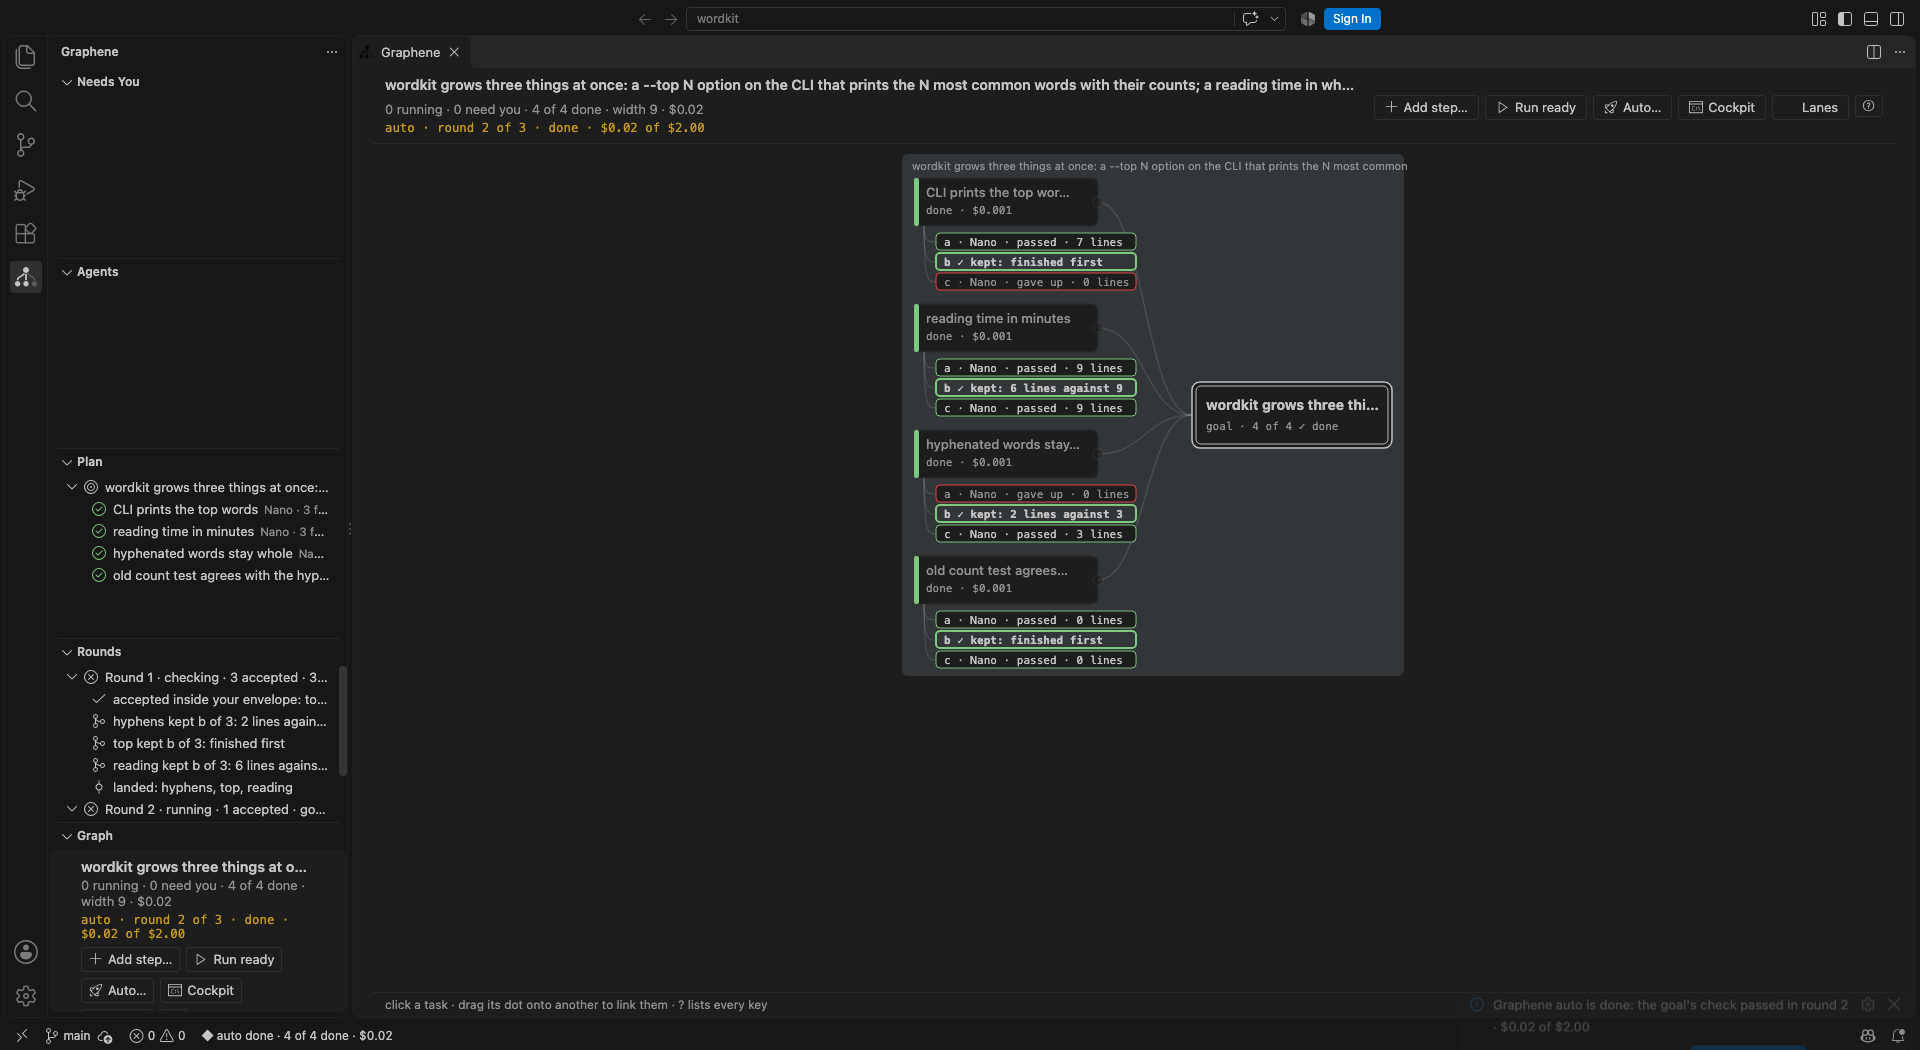 wordkit
Sign In
Graphene
Needs You
Agents
Plan
wordkit grows three things at once:...
CLI prints the top words Nano · 3 f...
reading time in minutes Nano · 3 f...
hyphenated words stay whole Na...
old count test agrees with the hyp...
Rounds
Round 1 · checking · 3 accepted · 3...
accepted inside your envelope: to...
hyphens kept b of 3: 2 lines again...
top kept b of 3: finished first
reading kept b of 3: 6 lines agains...
landed: hyphens, top, reading
Round 2 · running · 1 accepted · go...
Graph
wordkit grows three things at o...
0 running · 0 need you · 4 of 4 done ·
width 9 · $0.02
auto · round 2 of 3 · done ·
$0.02 of $2.00
Add step...
Run ready
Auto...
Cockpit
Graphene
wordkit grows three things at once: a --top N option on the CLI that prints the N most common words with their counts; a reading time in wh...
0 running · 0 need you · 4 of 4 done · width 9 · $0.02
auto · round 2 of 3 · done · $0.02 of $2.00
Add step...
Run ready
Auto...
Cockpit
Lanes
wordkit grows three things at once: a --top N option on the CLI that prints the N most common
CLI prints the top wor...
done · $0.001
a · Nano · passed · 7 lines
b ✓ kept: finished first
c · Nano · gave up · 0 lines
reading time in minutes
done · $0.001
a · Nano · passed · 9 lines
b ✓ kept: 6 lines against 9
c · Nano · passed · 9 lines
hyphenated words stay...
done · $0.001
a · Nano · gave up · 0 lines
b ✓ kept: 2 lines against 3
c · Nano · passed · 3 lines
old count test agrees...
done · $0.001
a · Nano · passed · 0 lines
b ✓ kept: finished first
c · Nano · passed · 0 lines
wordkit grows three thi...
goal · 4 of 4 ✓ done
click a task · drag its dot onto another to link them · ? lists every key
Graphene auto is done: the goal's check passed in round 2
· $0.02 of $2.00
main
0
0
auto done · 4 of 4 done · $0.02